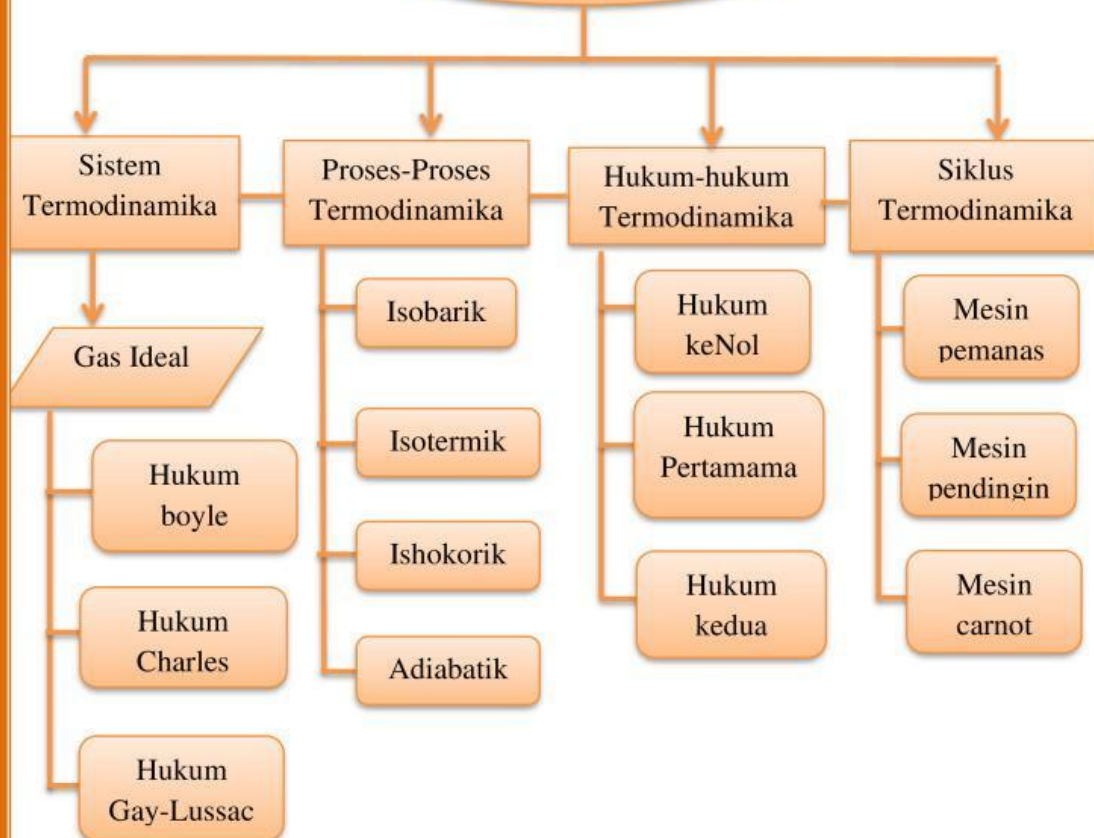 Sistem
Termodinamika
Proses-Proses
Termodinamika
Hukum-hukum
Termodinamika
Siklus
Termodinamika
Gas Ideal
Hukum
boyle
Hukum
Charles
Hukum
Gay-Lussac
Isobarik
Isotermik
Ishokorik
Adiabatik
Hukum
keNol
Hukum
Pertamama
Hukum
kedua
Mesin
pemanas
Mesin
pendingin
Mesin
carnot